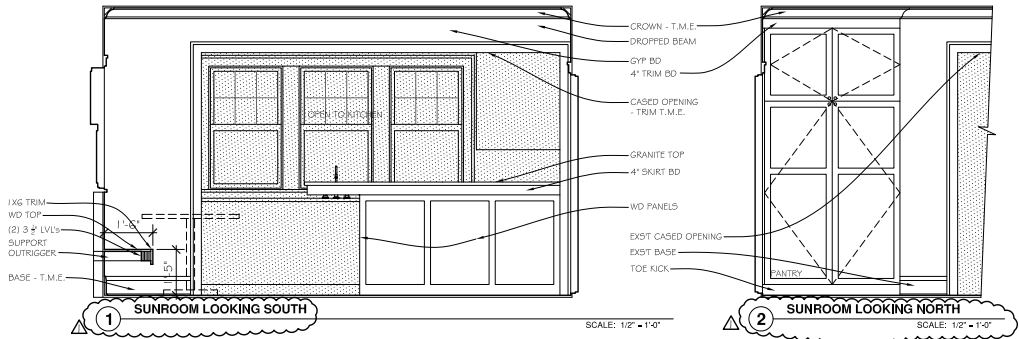 CROWN - T.M.E.
DROPPED BEAM
GYP BD
4" TRIM BD
CASED OPENING
- TRIM T.M.E.
OPEN TO KITCHEN
GRANITE TOP
4" SKIRT BD
WD PANELS
1X6 TRIM
WD TOP
(2) 3 ½" LVL's
SUPPORT
OUTRIGGER
BASE - T.M.E.
1'-6"
1'-5"
EXST CASED OPENING
EXST BASE
TOE KICK
PANTRY
1 SUNROOM LOOKING SOUTH
SCALE: 1/2" = 1'-0"
2 SUNROOM LOOKING NORTH
SCALE: 1/2" = 1'-0"